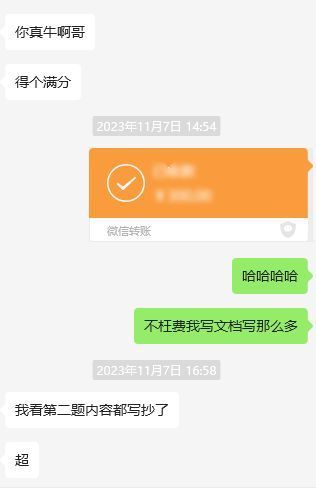 你真牛啊哥
得个满分
2023年11月7日 14:54
微信转账
哈哈哈哈
不枉费我写文档写那么多
2023年11月7日 16:58
我看第二题内容都写抄了
超